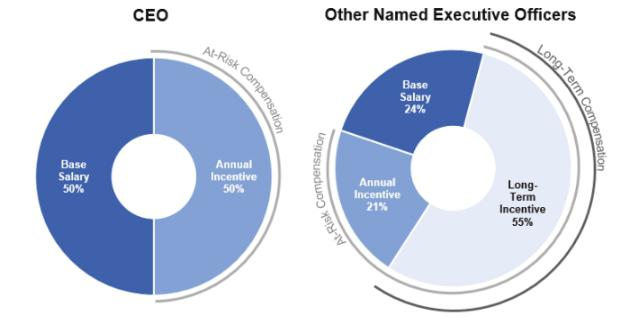 CEO
At-Risk Compensation
Base
Salary
50%
Annual
Incentive
50%
Other Named Executive Officers
Long-Term Compensation
At-Risk Compensation
Base
Salary
24%
Annual
Incentive
21%
Long-
Term
Incentive
55%